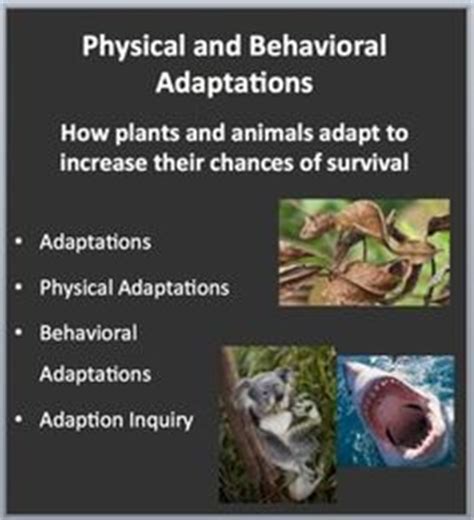 Physical and Behavioral
Adaptations
How plants and animals adapt to
increase their chances of survival
• Adaptations
• Physical Adaptations
• Behavioral
Adaptations
• Adaption Inquiry